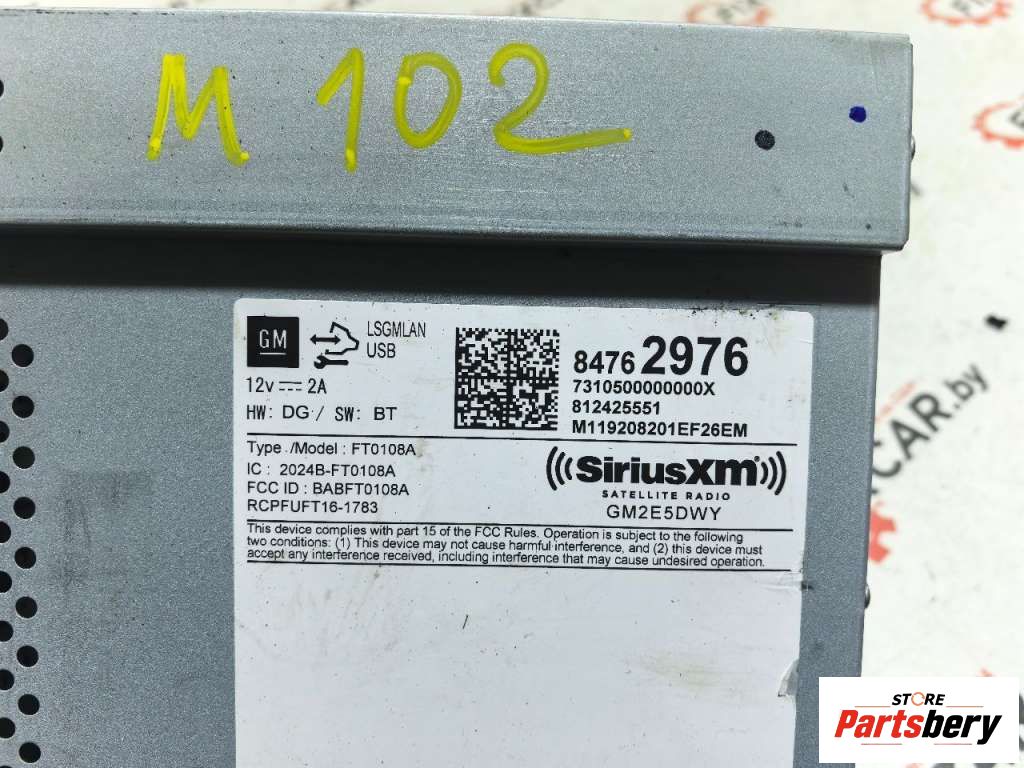 M 102
GM
LSGMLAN
USB
12v 2A
HW: DG / SW: BT
84762976
7310500000000X
812425551
M119208201EF26EM
Type /Model : FT0108A
IC : 2024B-FT0108A
FCC ID : BABFT0108A
RCPFUFT16-1783
SiriusXM
SATELLITE RADIO
GM2E5DWY
This device complies with part 15 of the FCC Rules. Operation is subject to the following
two conditions: (1) This device may not cause harmful interference, and (2) this device must
accept any interference received, including interference that may cause undesired operation.
CAR.by
STORE
Partsbery